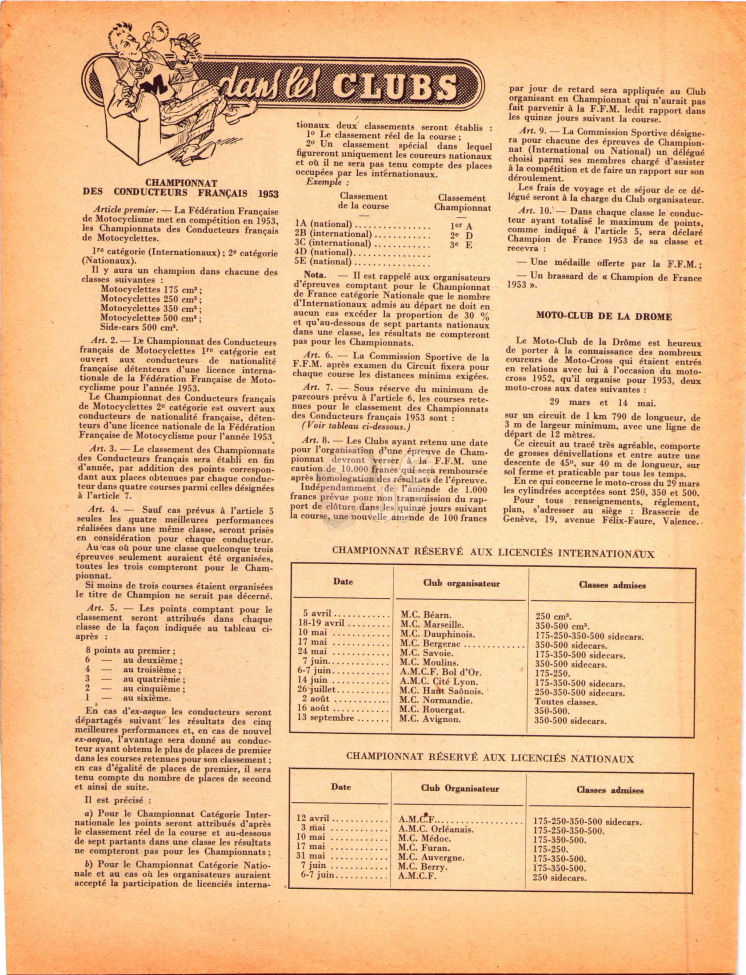 dans les CLUBS
CHAMPIONNAT
DES CONDUCTEURS FRANÇAIS 1953
Article premier. — La Fédération Française
de Motocyclisme met en compétition en 1953,
les Championnats des Conducteurs français
de Motocyclettes.
1re catégorie (Internationaux) ; 2e catégorie
(Nationaux).
Il y aura un champion dans chacune des
classes suivantes :
Motocyclettes 175 cm³ ;
Motocyclettes 250 cm³ ;
Motocyclettes 350 cm³ ;
Motocyclettes 500 cm³ ;
Side-cars 500 cm³.
Art. 2. — Le Championnat des Conducteurs
français de Motocyclettes 1re catégorie est
ouvert aux conducteurs de nationalité
française détenteurs d'une licence interna-
tionale de la Fédération Française de Moto-
cyclisme pour l'année 1953.
Le Championnat des Conducteurs français
de Motocyclettes 2e catégorie est ouvert aux
conducteurs de nationalité française, déten-
teurs d'une licence nationale de la Fédération
Française de Motocyclisme pour l'année 1953.
Art. 3. — Le classement des Championnats
des Conducteurs français sera établi en fin
d'année, par addition des points correspon-
dant aux places obtenues par chaque conduc-
teur dans quatre courses parmi celles désignées
à l'article 7.
Art. 4. — Sauf cas prévus à l'article 5
seules les quatre meilleures performances
réalisées dans une même classe, seront prises
en considération pour chaque conducteur.
Au cas où pour une classe quelconque trois
épreuves seulement auraient été organisées,
toutes les trois compteront pour le Cham-
pionnat.
Si moins de trois courses étaient organisées
le titre de Champion ne serait pas décerné.
Art. 5. — Les points comptant pour le
classement seront attribués dans chaque
classe de la façon indiquée au tableau ci-
après :
8 points au premier ;
6 — au deuxième ;
4 — au troisième ;
3 — au quatrième ;
2 — au cinquième ;
1 — au sixième.
En cas d'ex-aequo les conducteurs seront
départagés suivant les résultats des cinq
meilleures performances et, en cas de nouvel
ex-aequo, l'avantage sera donné au conduc-
teur ayant obtenu le plus de places de premier
dans les courses retenues pour son classement ;
en cas d'égalité de places de premier, il sera
tenu compte du nombre de places de second
et ainsi de suite.
Il est précisé :
a) Pour le Championnat Catégorie Inter-
nationale les points seront attribués d'après
le classement réel de la course et au-dessous
de sept partants dans une classe les résultats
ne compteront pas pour les Championnats ;
b) Pour le Championnat Catégorie Natio-
nale et au cas où les organisateurs auraient
accepté la participation de licenciés interna-
tionaux deux classements seront établis :
1º Le classement réel de la course ;
2º Un classement spécial dans lequel
figureront uniquement les coureurs nationaux
et où il ne sera pas tenu compte des places
occupées par les internationaux.
Exemple :
Classement de la course — Classement Championnat —
1A (national) ............... 1er A
2B (international) ........... 2e D
3C (international) ........... 3e E
4D (national) ...............
5E (national) ...............
Nota. — Il est rappelé aux organisateurs
d'épreuves comptant pour le Championnat
de France catégorie Nationale que le nombre
d'Internationaux admis au départ ne doit en
aucun cas excéder la proportion de 30 %
et qu'au-dessous de sept partants nationaux
dans une classe, les résultats ne compteront
pas pour les Championnats.
Art. 6. — La Commission Sportive de la
F.F.M. après examen du Circuit fixera pour
chaque course les distances minima exigées.
Art. 7. — Sous réserve du minimum de
parcours prévu à l'article 6, les courses rete-
nues pour le classement des Championnats
des Conducteurs français 1953 sont :
(Voir tableau ci-dessous.)
Art. 8. — Les Clubs ayant retenu une date
pour l'organisation d'une épreuve de Cham-
pionnat devront verser à la F.F.M. une
caution de 10.000 francs qui sera remboursée
après homologation des résultats de l'épreuve.
Indépendamment de l'amende de 1.000
francs prévue pour non transmission du rap-
port de clôture dans les quinze jours suivant
la course, une nouvelle amende de 100 francs
par jour de retard sera appliquée au Club
organisant en Championnat qui n'aurait pas
fait parvenir à la F.F.M. ledit rapport dans
les quinze jours suivant la course.
Art. 9. — La Commission Sportive désigne-
ra pour chacune des épreuves de Champion-
nat (International ou National) un délégué
choisi parmi ses membres chargé d'assister
à la compétition et de faire un rapport sur son
déroulement.
Les frais de voyage et de séjour de ce dé-
légué seront à la charge du Club organisateur.
Art. 10. — Dans chaque classe le conduc-
teur ayant totalisé le maximum de points,
comme indiqué à l'article 5, sera déclaré
Champion de France 1953 de sa classe et
recevra :
— Une médaille offerte par la F.F.M. ;
— Un brassard de « Champion de France
1953 ».
MOTO-CLUB DE LA DROME
Le Moto-Club de la Drôme est heureux
de porter à la connaissance des nombreux
coureurs de Moto-Cross qui étaient entrés
en relations avec lui à l'occasion du moto-
cross 1952, qu'il organise pour 1953, deux
moto-cross aux dates suivantes :
29 mars et 14 mai.
sur un circuit de 1 km 790 de longueur, de
3 m de largeur minimum, avec une ligne de
départ de 12 mètres.
Ce circuit au tracé très agréable, comporte
de grosses dénivellations et entre autre une
descente de 45º, sur 40 m de longueur, sur
sol ferme et praticable par tous les temps.
En ce qui concerne le moto-cross du 29 mars
les cylindrées acceptées sont 250, 350 et 500.
Pour tous renseignements, réglement,
plan, s'adresser au siège : Brasserie de
Genève, 19, avenue Félix-Faure, Valence.
CHAMPIONNAT RÉSERVÉ AUX LICENCIÉS INTERNATIONAUX
Date Club organisateur Classes admises
5 avril ............ M.C. Béarn. 250 cm³.
18-19 avril ....... M.C. Marseille. 350-500 cm³.
10 mai ............ M.C. Dauphinois. 175-250-350-500 sidecars.
17 mai ............ M.C. Bergerac ............ 350-500 sidecars.
24 mai ............ M.C. Savoie. 175-350-500 sidecars.
7 juin............ M.C. Moulins. 350-500 sidecars.
6-7 juin........... A.M.C.F. Bol d'Or. 175-250.
14 juin ........... A.M.C. Cité Lyon. 175-350-500 sidecars.
26 juillet.......... M.C. Haut Saônois. 250-350-500 sidecars.
2 août ........... M.C. Normandie. Toutes classes.
16 août ........... M.C. Rouergat. 350-500.
13 septembre ....... M.C. Avignon. 350-500 sidecars.
CHAMPIONNAT RÉSERVÉ AUX LICENCIÉS NATIONAUX
Date Club Organisateur Classes admises
12 avril ........... A.M.C.F................... 175-250-350-500 sidecars.
3 mai ............ A.M.C. Orléanais. 175-250-350-500.
10 mai ............ M.C. Médoc. 175-350-500.
17 mai ............ M.C. Furan. 175-250.
31 mai ............ M.C. Auvergne. 175-350-500.
7 juin ............ M.C. Berry. 175-350-500.
6-7 juin........... A.M.C.F. 250 sidecars.